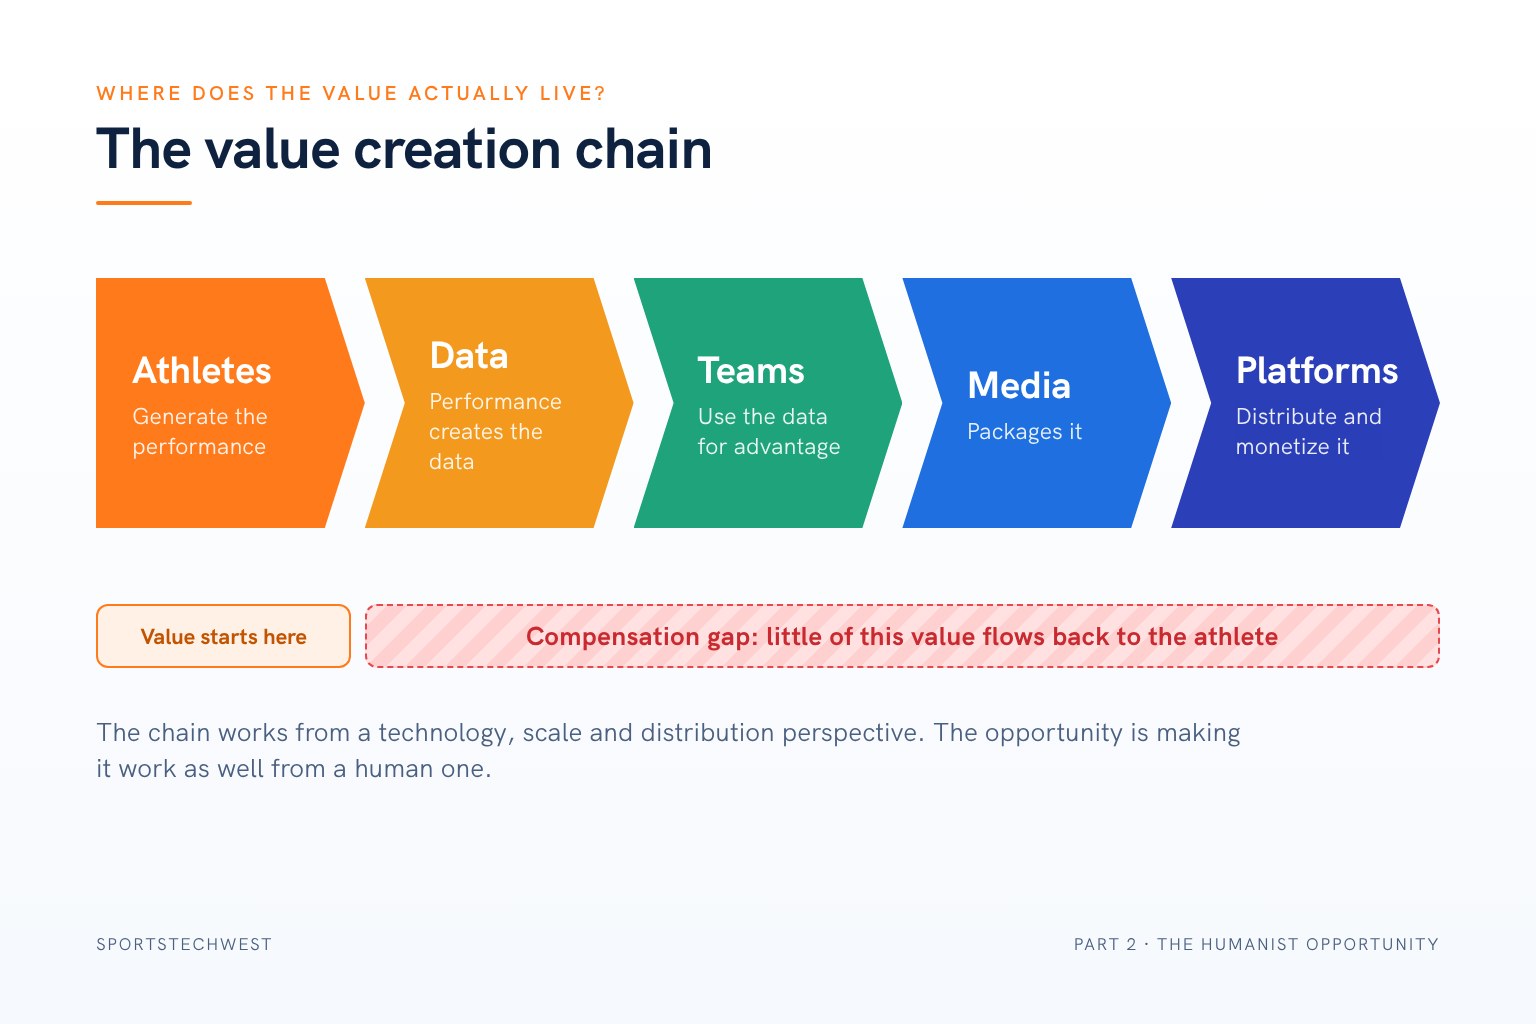 WHERE DOES THE VALUE ACTUALLY LIVE?
The value creation chain
Athletes
Generate the
performance
Data
Performance
creates the
data
Teams
Use the data
for advantage
Media
Packages it
Platforms
Distribute and
monetize it
Value starts here
Compensation gap: little of this value flows back to the athlete
The chain works from a technology, scale and distribution perspective. The opportunity is making
it work as well from a human one.
SPORTSTECHWEST
PART 2 · THE HUMANIST OPPORTUNITY